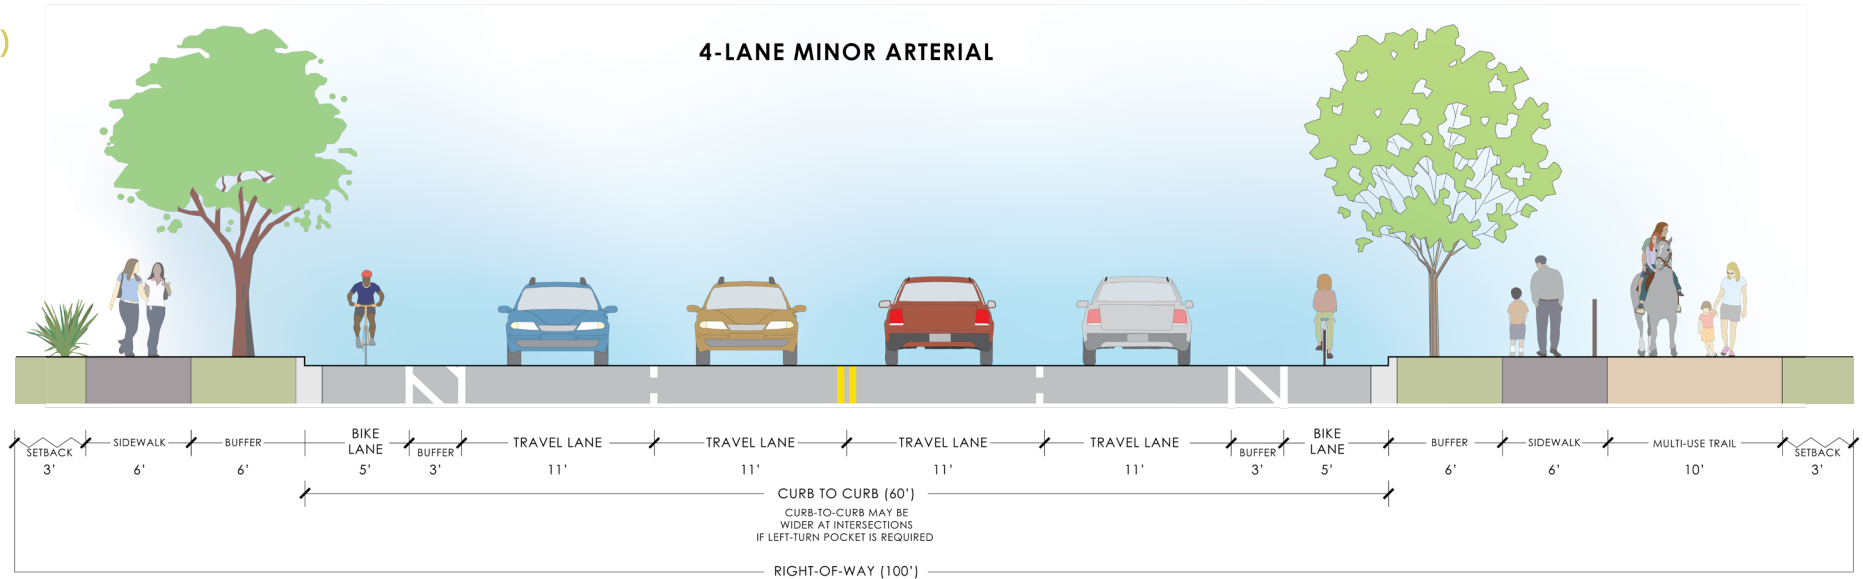 )
4-LANE MINOR ARTERIAL
SETBACK
3'
SIDEWALK
6'
BUFFER
6'
BIKE
LANE
5'
BUFFER
3'
TRAVEL LANE
11'
TRAVEL LANE
11'
TRAVEL LANE
11'
TRAVEL LANE
11'
BUFFER
3'
BIKE
LANE
5'
BUFFER
6'
SIDEWALK
6'
MULTI-USE TRAIL
10'
SETBACK
3'
CURB TO CURB (60')
CURB-TO-CURB MAY BE
WIDER AT INTERSECTIONS
IF LEFT-TURN POCKET IS REQUIRED
RIGHT-OF-WAY (100')